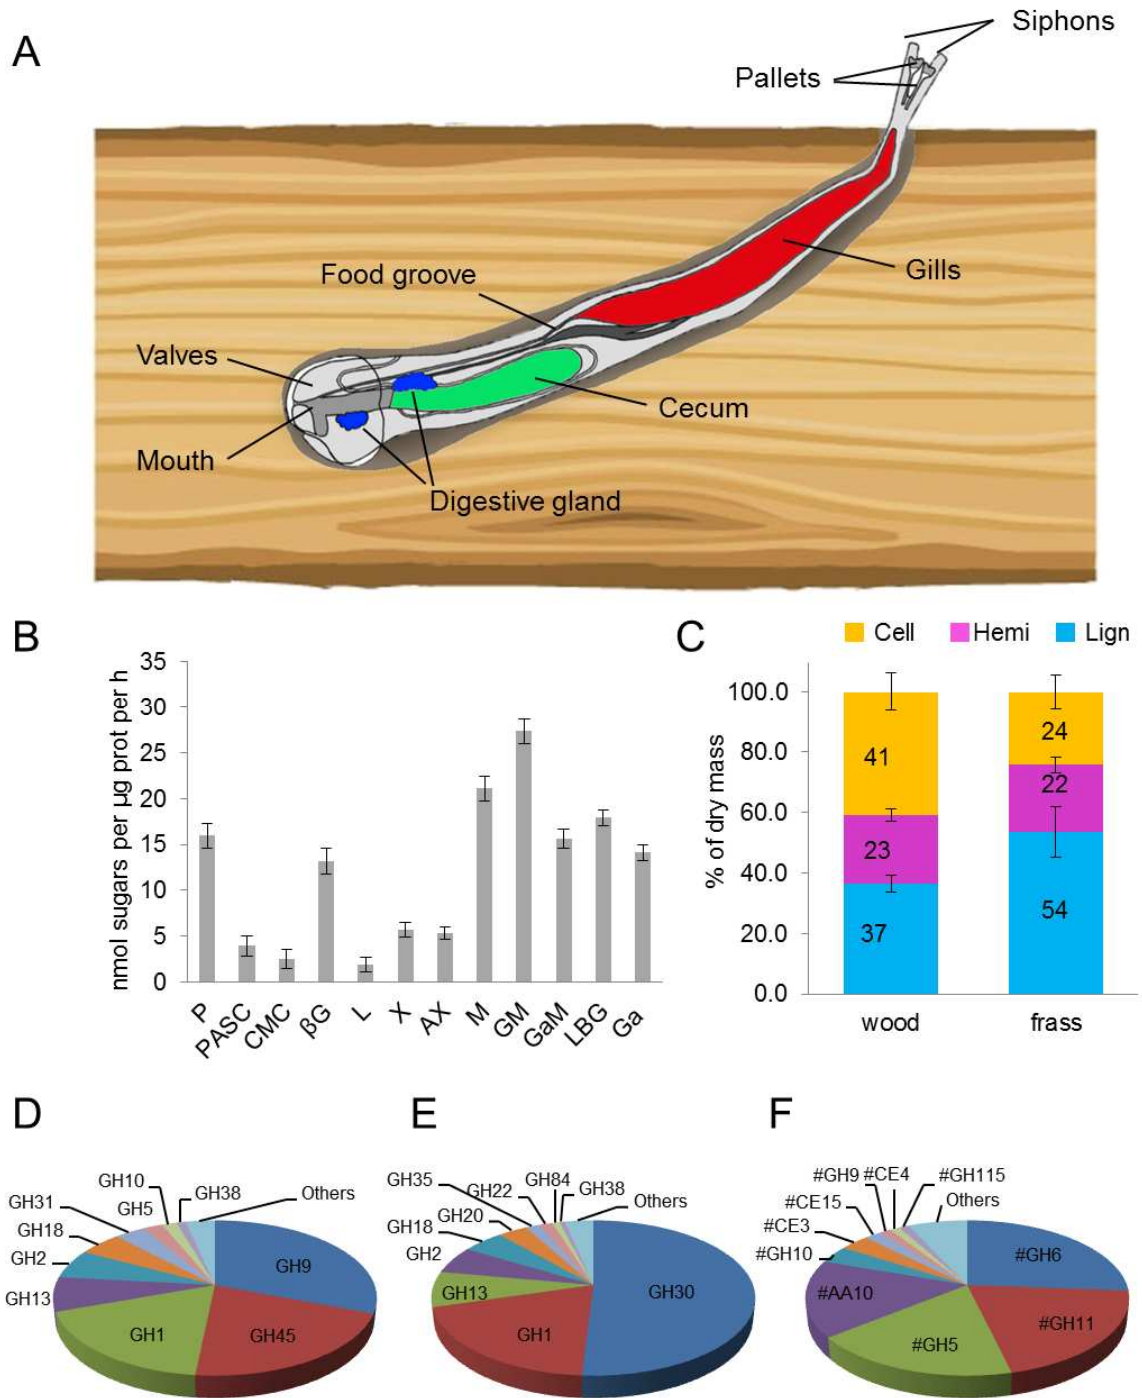 A
Siphons
Pallets
Gills
Food groove
Valves
Cecum
Mouth
Digestive gland
B
nmol sugars per µg prot per h
35
30
25
20
15
10
5
0
P
PASC
CMC
βG
L
X
AX
M
GM
GaM
LBG
Ga
C
Cell Hemi Lign
% of dry mass
100.0
80.0
60.0
40.0
20.0
0.0
41
23
37
24
22
54
wood
frass
D
GH10
GH5
GH38
Others
GH31
GH18
GH2
GH13
GH1
GH45
GH9
E
GH35
GH22
GH84
GH38
Others
GH20
GH18
GH2
GH13
GH1
GH30
F
#GH9
#CE4
#GH115
Others
#CE15
#CE3
#GH10
#AA10
#GH5
#GH11
#GH6